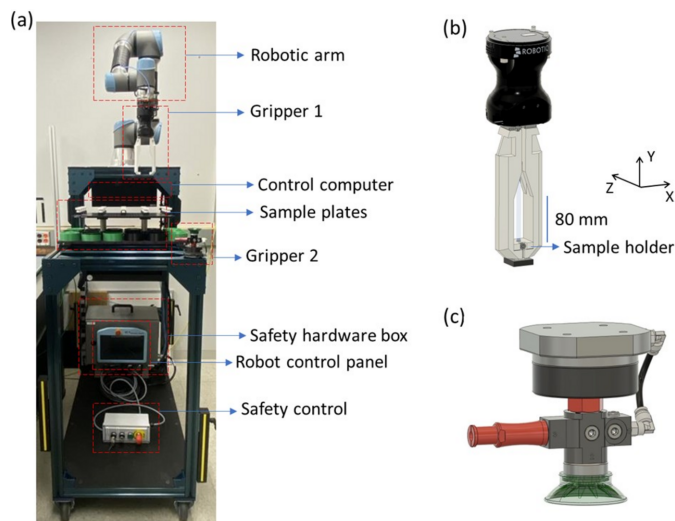 (a)
Robotic arm
Gripper 1
Control computer
Sample plates
Gripper 2
Safety hardware box
Robot control panel
Safety control
(b)
ROBOTIQ
Y
Z
X
80 mm
Sample holder
(c)